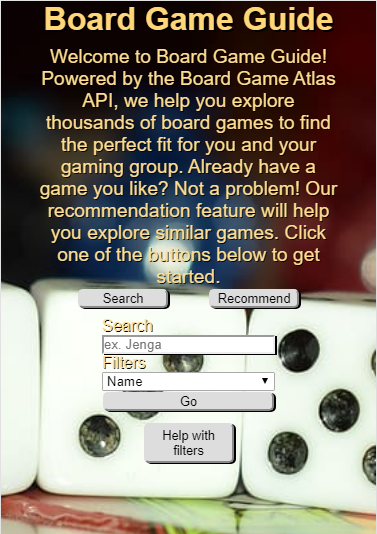 Board Game Guide
Welcome to Board Game Guide!
Powered by the Board Game Atlas
API, we help you explore
thousands of board games to find
the perfect fit for you and your
gaming group. Already have a
game you like? Not a problem! Our
recommendation feature will help
you explore similar games. Click
one of the buttons below to get
started.
Search Recommend
Search
ex. Jenga
Filters
Name
Go
Help with
filters